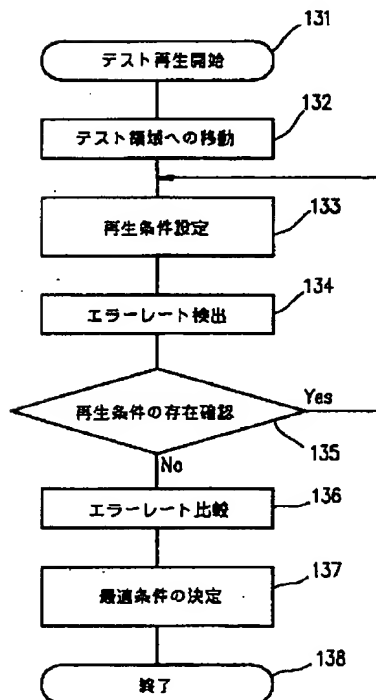 131
テスト再生開始
132
テスト領域への移動
133
再生条件設定
134
エラーレート検出
再生条件の存在確認
Yes
135
No
136
エラーレート比較
137
最適条件の決定
138
終了